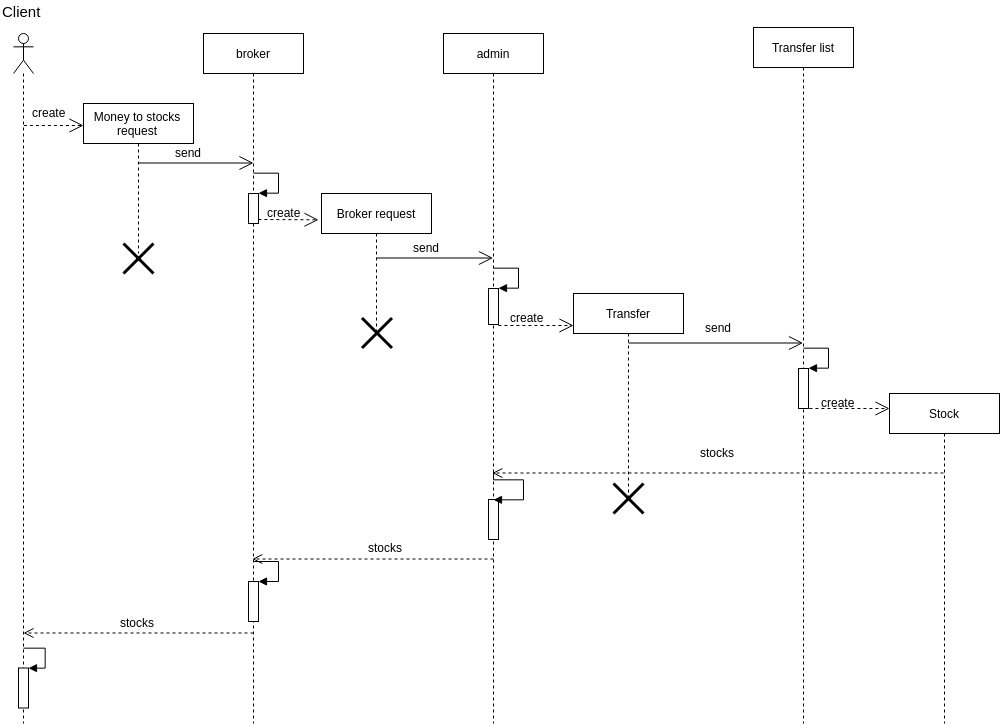 Client
broker
admin
Transfer list
create
Money to stocks
request
send
create
Broker request
send
create
Transfer
send
create
Stock
stocks
stocks
stocks